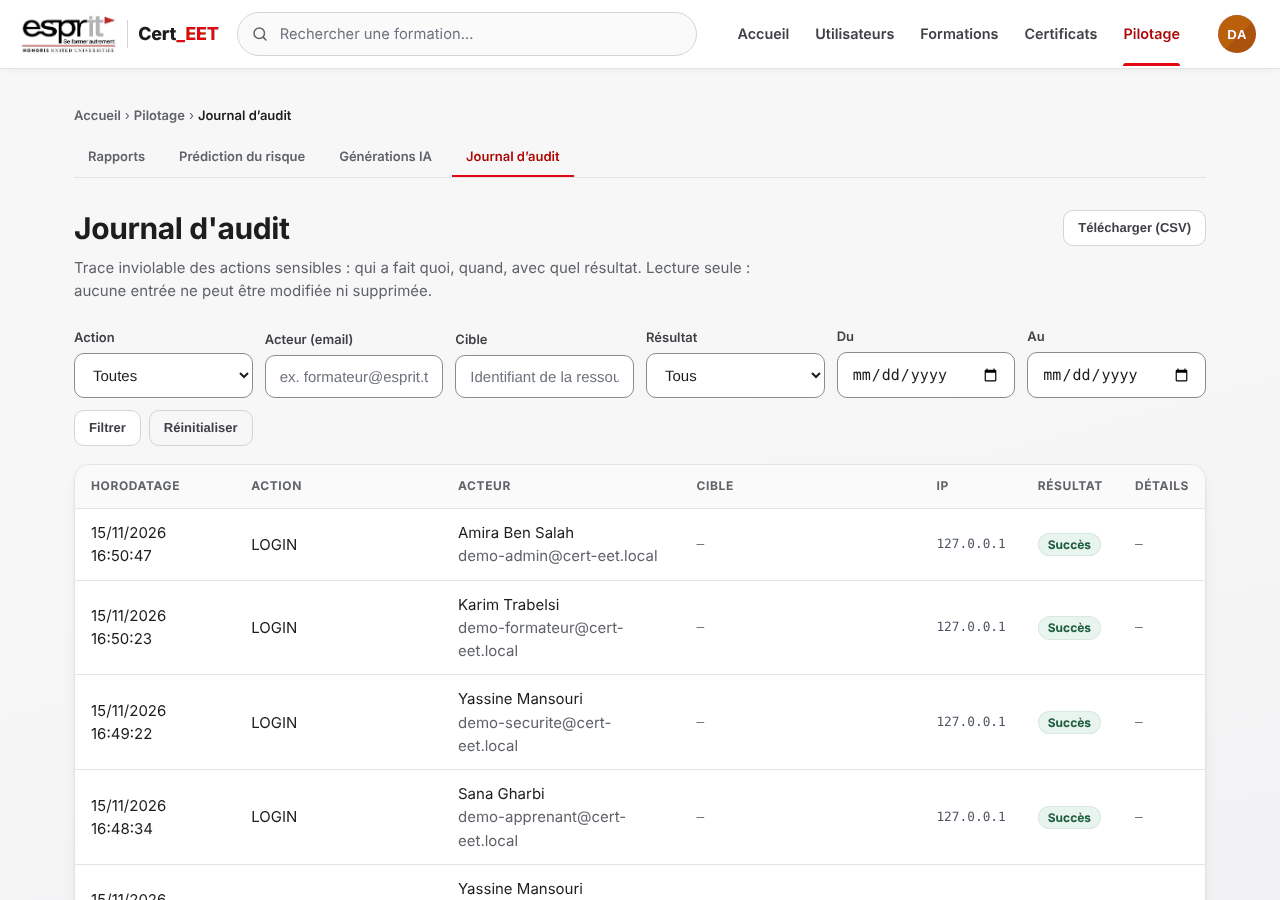 esprit
Se former autrement
HONORIS UNITED UNIVERSITIES
Cert_EET
Rechercher une formation...
Accueil
Utilisateurs
Formations
Certificats
Pilotage
DA
Accueil › Pilotage › Journal d’audit
Rapports
Prédiction du risque
Générations IA
Journal d’audit
Journal d'audit
Télécharger (CSV)
Trace inviolable des actions sensibles : qui a fait quoi, quand, avec quel résultat. Lecture seule :
aucune entrée ne peut être modifiée ni supprimée.
Action
Acteur (email)
Cible
Résultat
Du
Au
Toutes
ex. formateur@esprit.t
Identifiant de la ressou
Tous
mm/dd/yyyy
mm/dd/yyyy
Filtrer
Réinitialiser
HORODATAGE ACTION ACTEUR CIBLE IP RÉSULTAT DÉTAILS
15/11/2026
16:50:47
LOGIN
Amira Ben Salah
demo-admin@cert-eet.local
–
127.0.0.1
Succès
–
15/11/2026
16:50:23
LOGIN
Karim Trabelsi
demo-formateur@cert-
eet.local
–
127.0.0.1
Succès
–
15/11/2026
16:49:22
LOGIN
Yassine Mansouri
demo-securite@cert-
eet.local
–
127.0.0.1
Succès
–
15/11/2026
16:48:34
LOGIN
Sana Gharbi
demo-apprenant@cert-
eet.local
–
127.0.0.1
Succès
–
15/11/2026
Yassine Mansouri